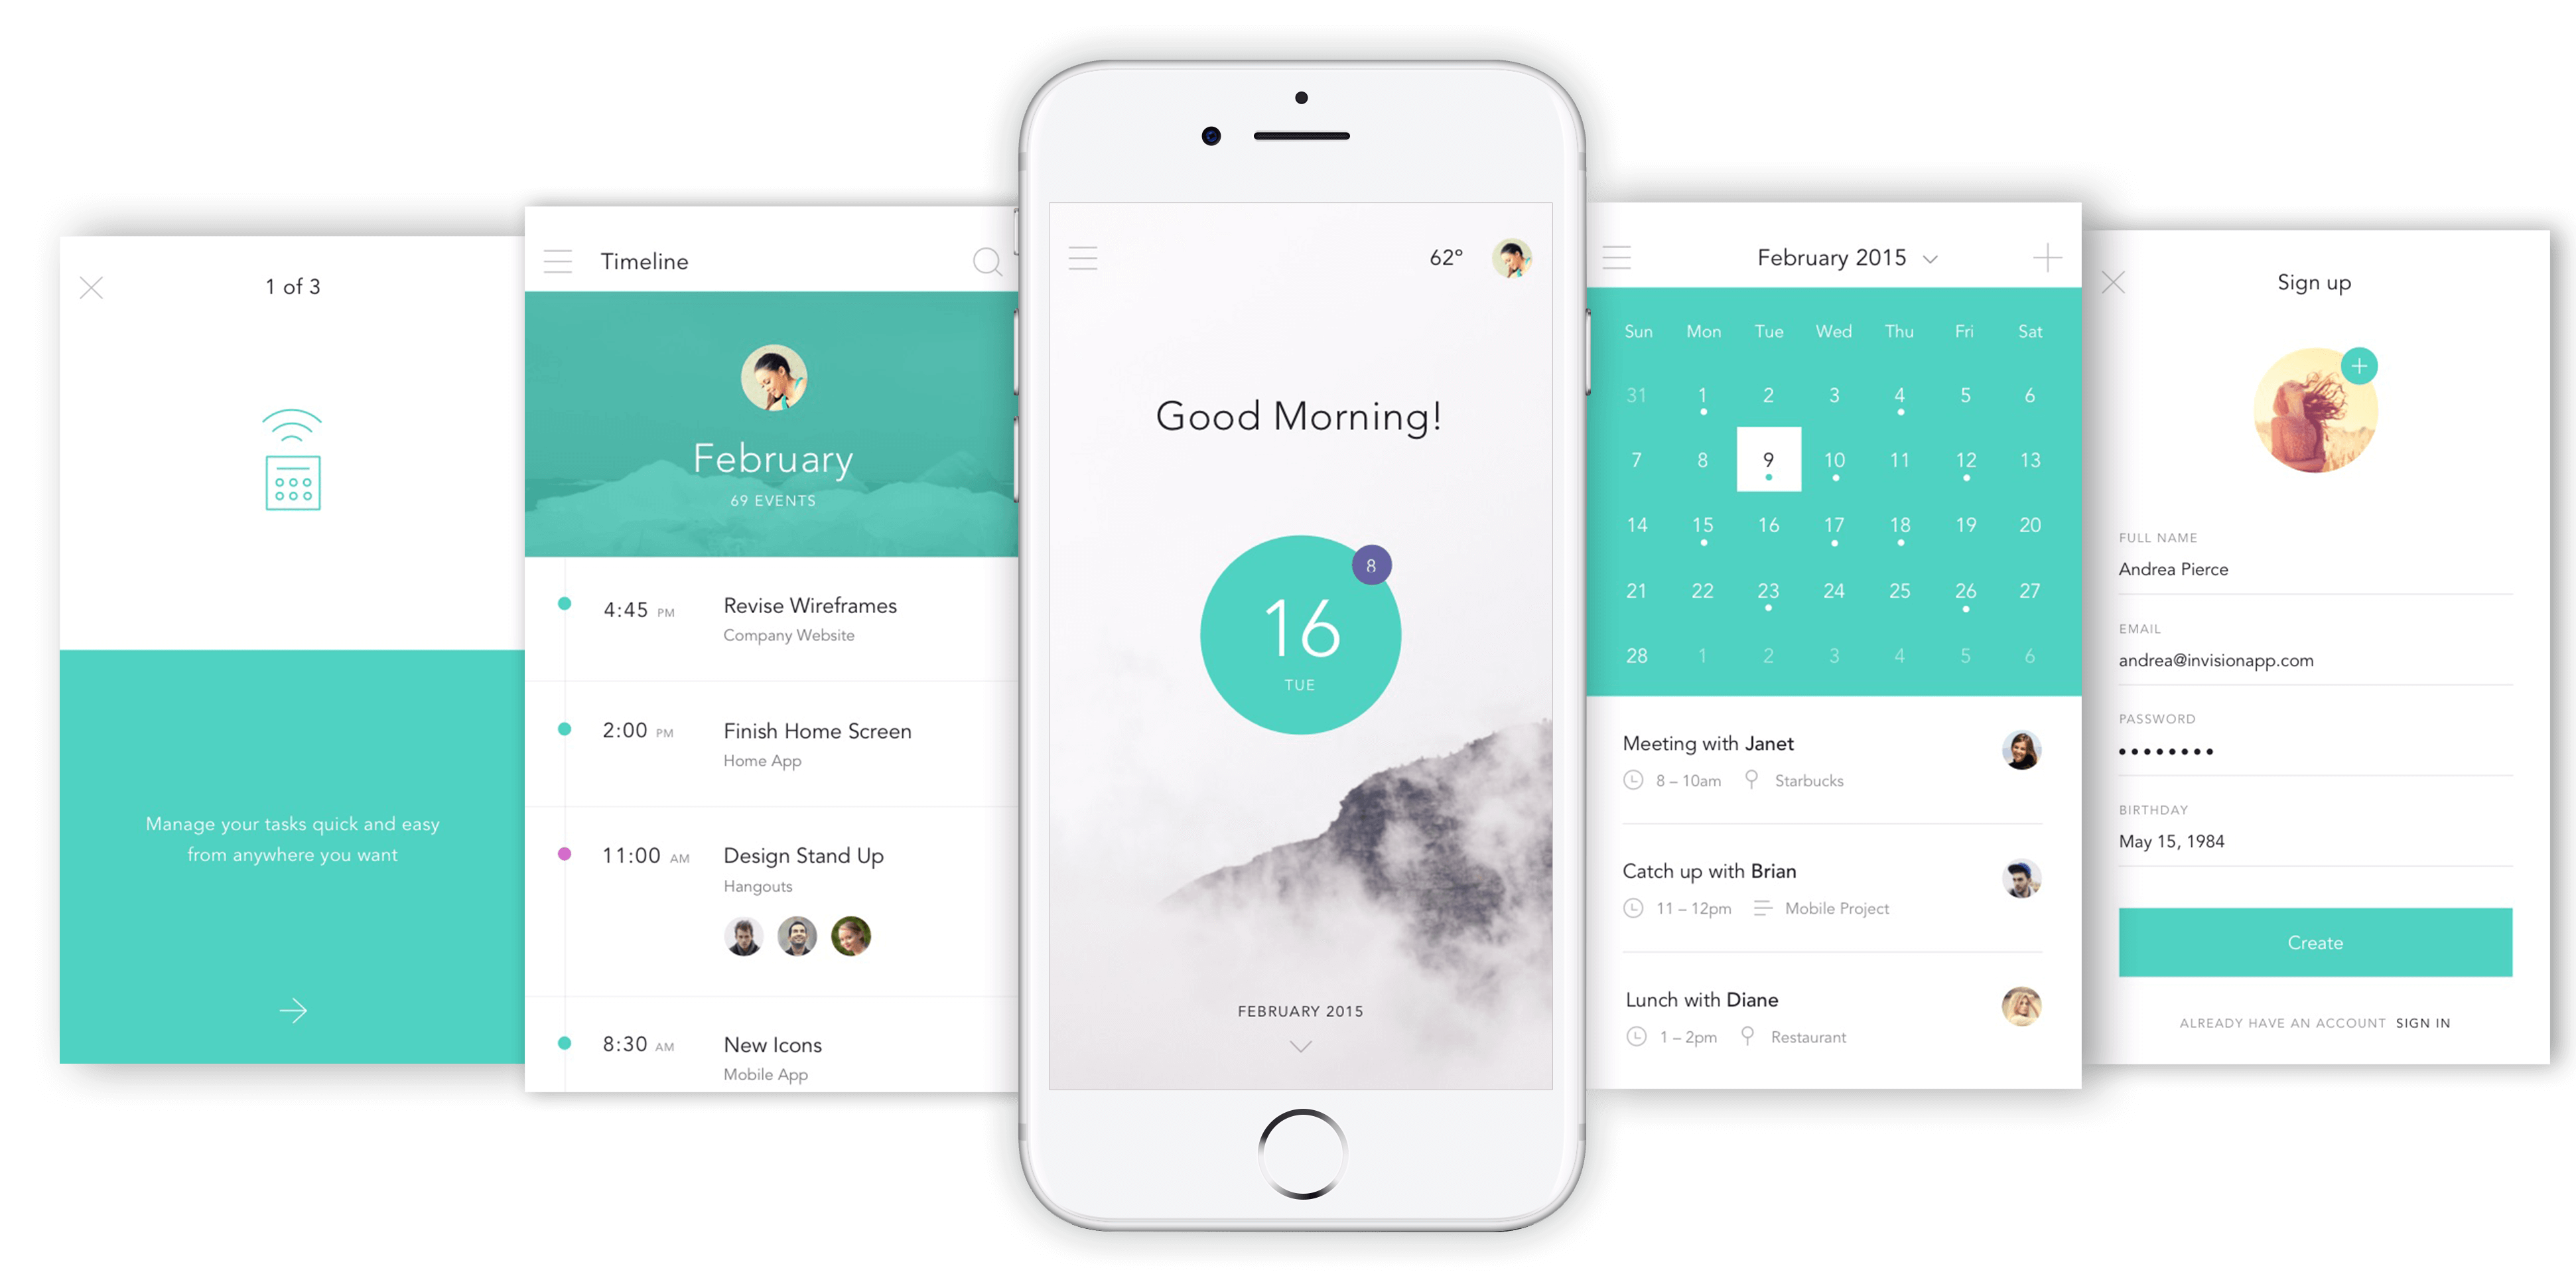 1 of 3
Manage your tasks quick and easy
from anywhere you want
Timeline
February
69 EVENTS
4:45 PM Revise Wireframes
Company Website
2:00 PM Finish Home Screen
Home App
11:00 AM Design Stand Up
Hangouts
8:30 AM New Icons
Mobile App
62°
Good Morning!
8
16
TUE
FEBRUARY 2015
February 2015
Sun Mon Tue Wed Thu Fri Sat
31 1 2 3 4 5 6
7 8 9 10 11 12 13
14 15 16 17 18 19 20
21 22 23 24 25 26 27
28 1 2 3 4 5 6
Meeting with Janet
8 – 10am Starbucks
Catch up with Brian
11 – 12pm Mobile Project
Lunch with Diane
1 – 2pm Restaurant
Sign up
FULL NAME
Andrea Pierce
EMAIL
andrea@invisionapp.com
PASSWORD
••••••••
BIRTHDAY
May 15, 1984
Create
ALREADY HAVE AN ACCOUNT SIGN IN